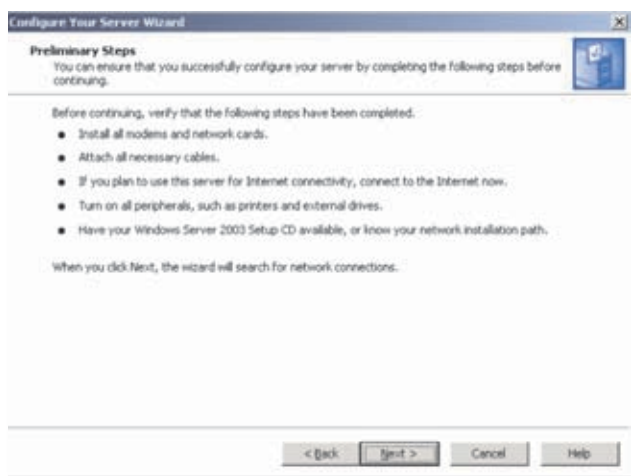 Configure Your Server Wizard
Preliminary Steps
You can ensure that you successfully configure your server by completing the following steps before
continuing.
Before continuing, verify that the following steps have been completed.
Install all modems and network cards.
Attach all necessary cables.
If you plan to use this server for Internet connectivity, connect to the Internet now.
Turn on all peripherals, such as printers and external drives.
Have your Windows Server 2003 Setup CD available, or know your network installation path.
When you click Next, the wizard will search for network connections.
< Back Next > Cancel Help